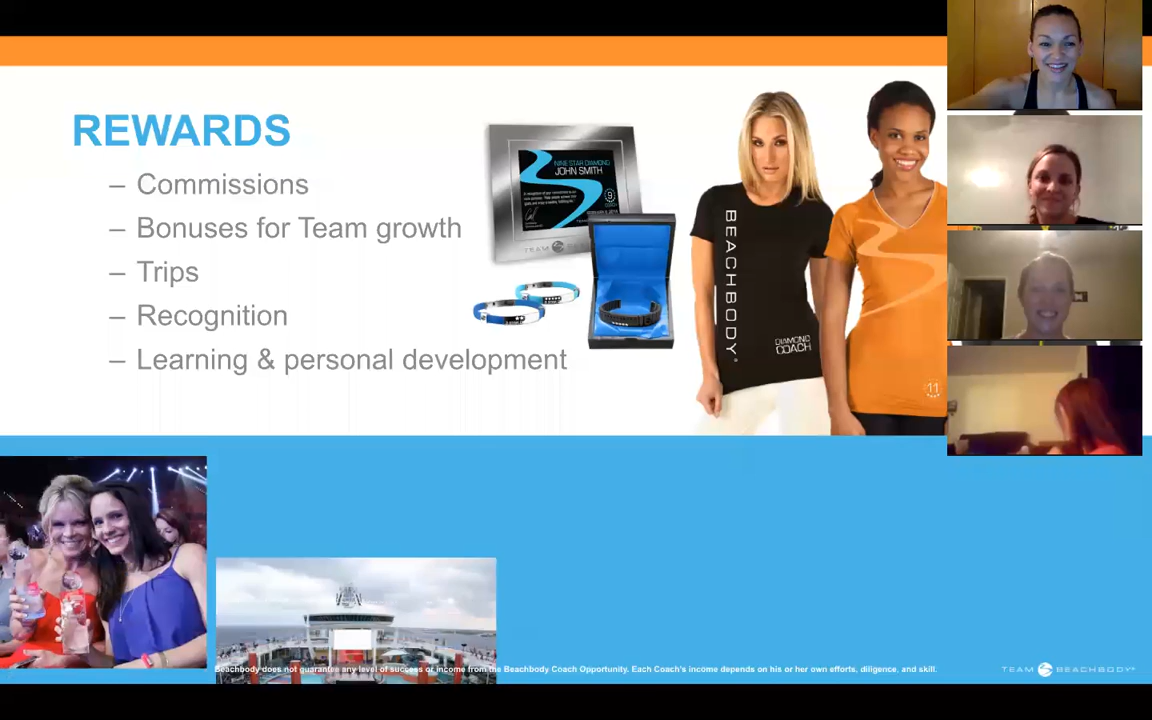 REWARDS
– Commissions
– Bonuses for Team growth
– Trips
– Recognition
– Learning & personal development
NINE STAR DIAMOND
JOHN SMITH
9
TEAM
BEACHBODY
DIAMOND
COACH
11
Beachbody does not guarantee any level of success or income from the Beachbody Coach Opportunity. Each Coach's income depends on his or her own efforts, diligence, and skill.
TEAM BEACHBODY